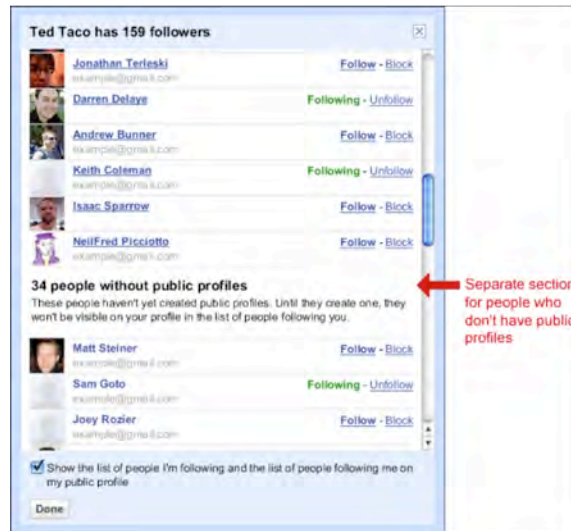 Ted Taco has 159 followers
Jonathan Terleski Follow - Block
example@gmail.com
Darren Delaye Following - Unfollow
Andrew Bunner Follow - Block
example@gmail.com
Keith Coleman Following - Unfollow
example@gmail.com
Isaac Sparrow Follow - Block
NeilFred Picciotto Follow - Block
example@gmail.com
34 people without public profiles
These people haven't yet created public profiles. Until they create one, they
won't be visible on your profile in the list of people following you.
Separate section
for people who
don't have public
profiles
Matt Steiner Follow - Block
example@gmail.com
Sam Goto Following - Unfollow
example@gmail.com
Joey Rozier Follow - Block
example@gmail.com
Show the list of people I'm following and the list of people following me on
my public profile
Done